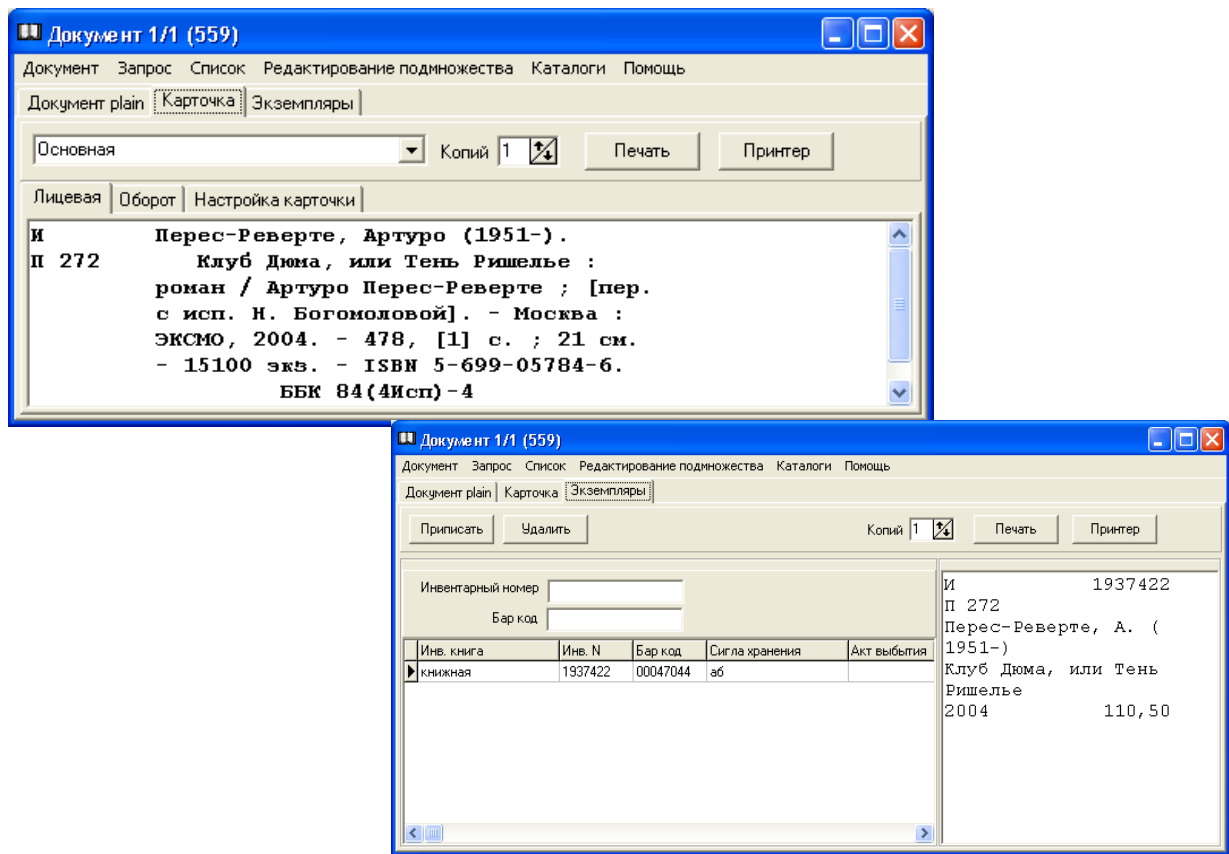 Документ 1/1 (559)
Документ Запрос Список Редактирование подмножества Каталоги Помощь
Документ plain Карточка Экземпляры
Основная Копий 1 Печать Принтер
Лицевая Оборот Настройка карточки
И Перес-Реверте, Артуро (1951-).
П 272 Клуб Дюма, или Тень Ришелье :
роман / Артуро Перес-Реверте ; [пер.
с исп. Н. Богомоловой]. - Москва :
ЭКСМО, 2004. - 478, [1] с. ; 21 см.
- 15100 экз. - ISBN 5-699-05784-6.
ББК 84(4Исп)-4
Документ 1/1 (559)
Документ Запрос Список Редактирование подмножества Каталоги Помощь
Документ plain Карточка Экземпляры
Приписать Удалить Копий 1 Печать Принтер
Инвентарный номер
Бар код
Инв. книга Инв. N Бар код Сигла хранения Акт выбытия
книжная 1937422 00047044 аб
И 1937422
П 272
Перес-Реверте, А. (
1951-)
Клуб Дюма, или Тень
Ришелье
2004 110,50